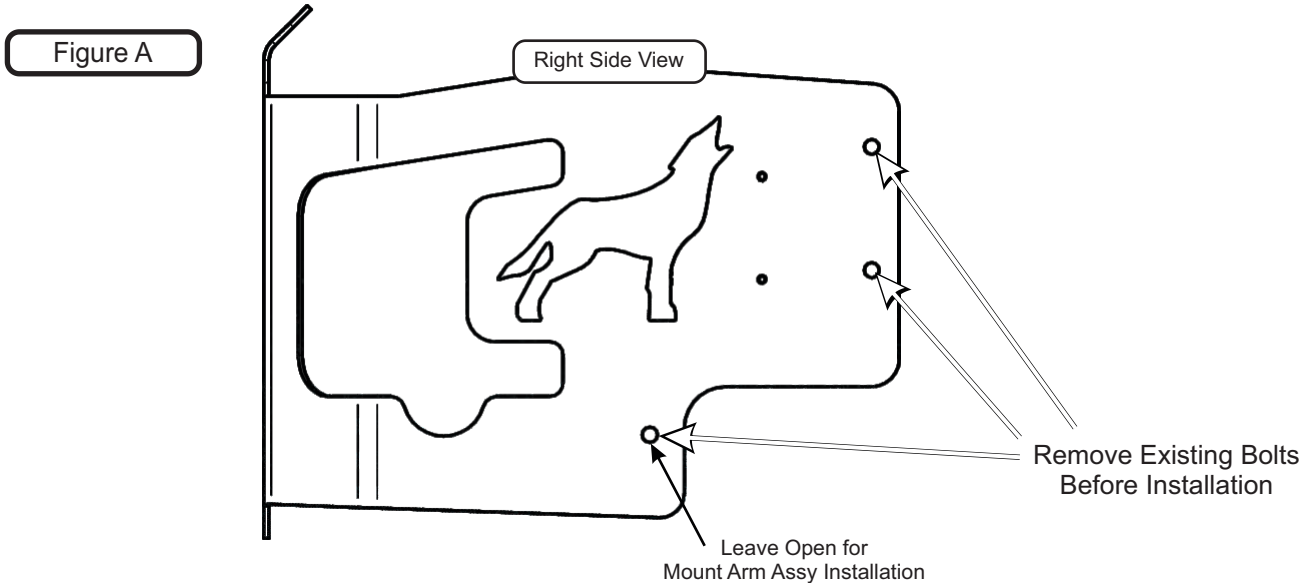 Figure A
Right Side View
Remove Existing Bolts
Before Installation
Leave Open for
Mount Arm Assy Installation